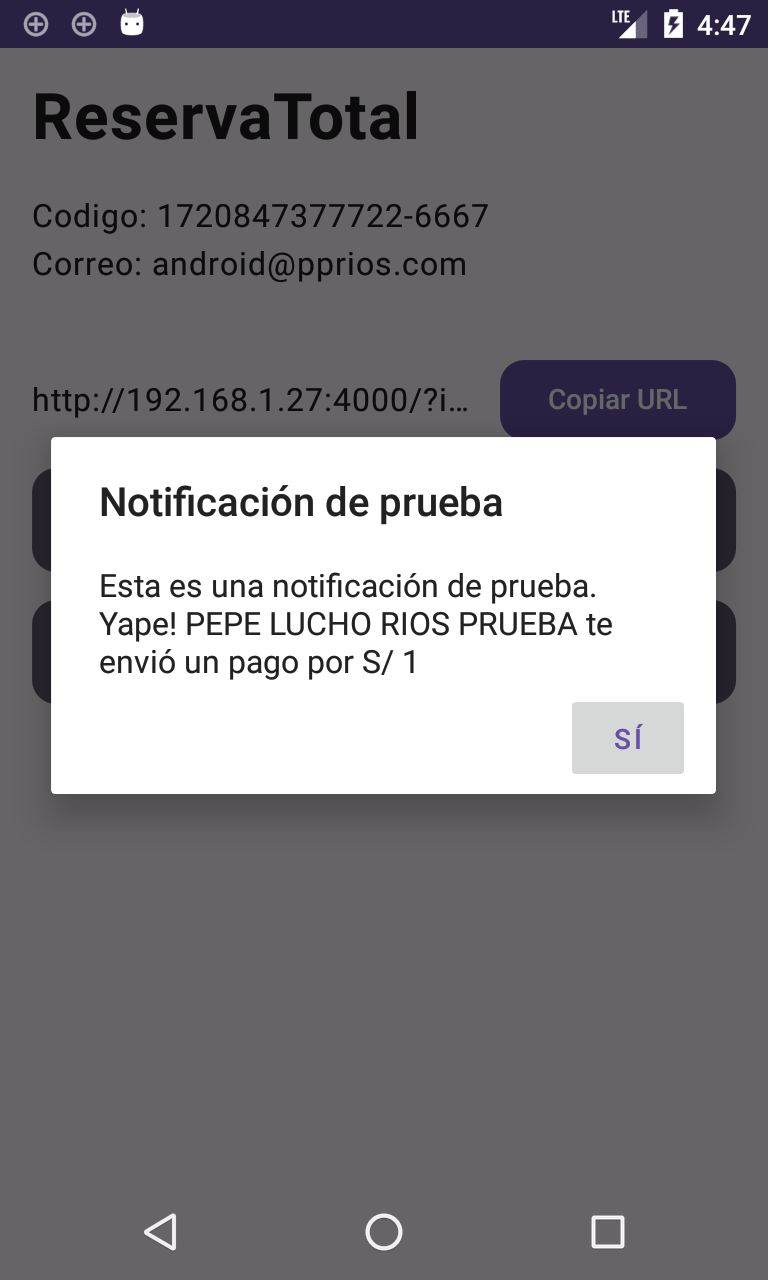 LTE 4:47
ReservaTotal
Codigo: 1720847377722-6667
Correo: android@pprios.com
http://192.168.1.27:4000/?i… Copiar URL
Notificación de prueba
Esta es una notificación de prueba.
Yape! PEPE LUCHO RIOS PRUEBA te
envió un pago por S/ 1
SÍ